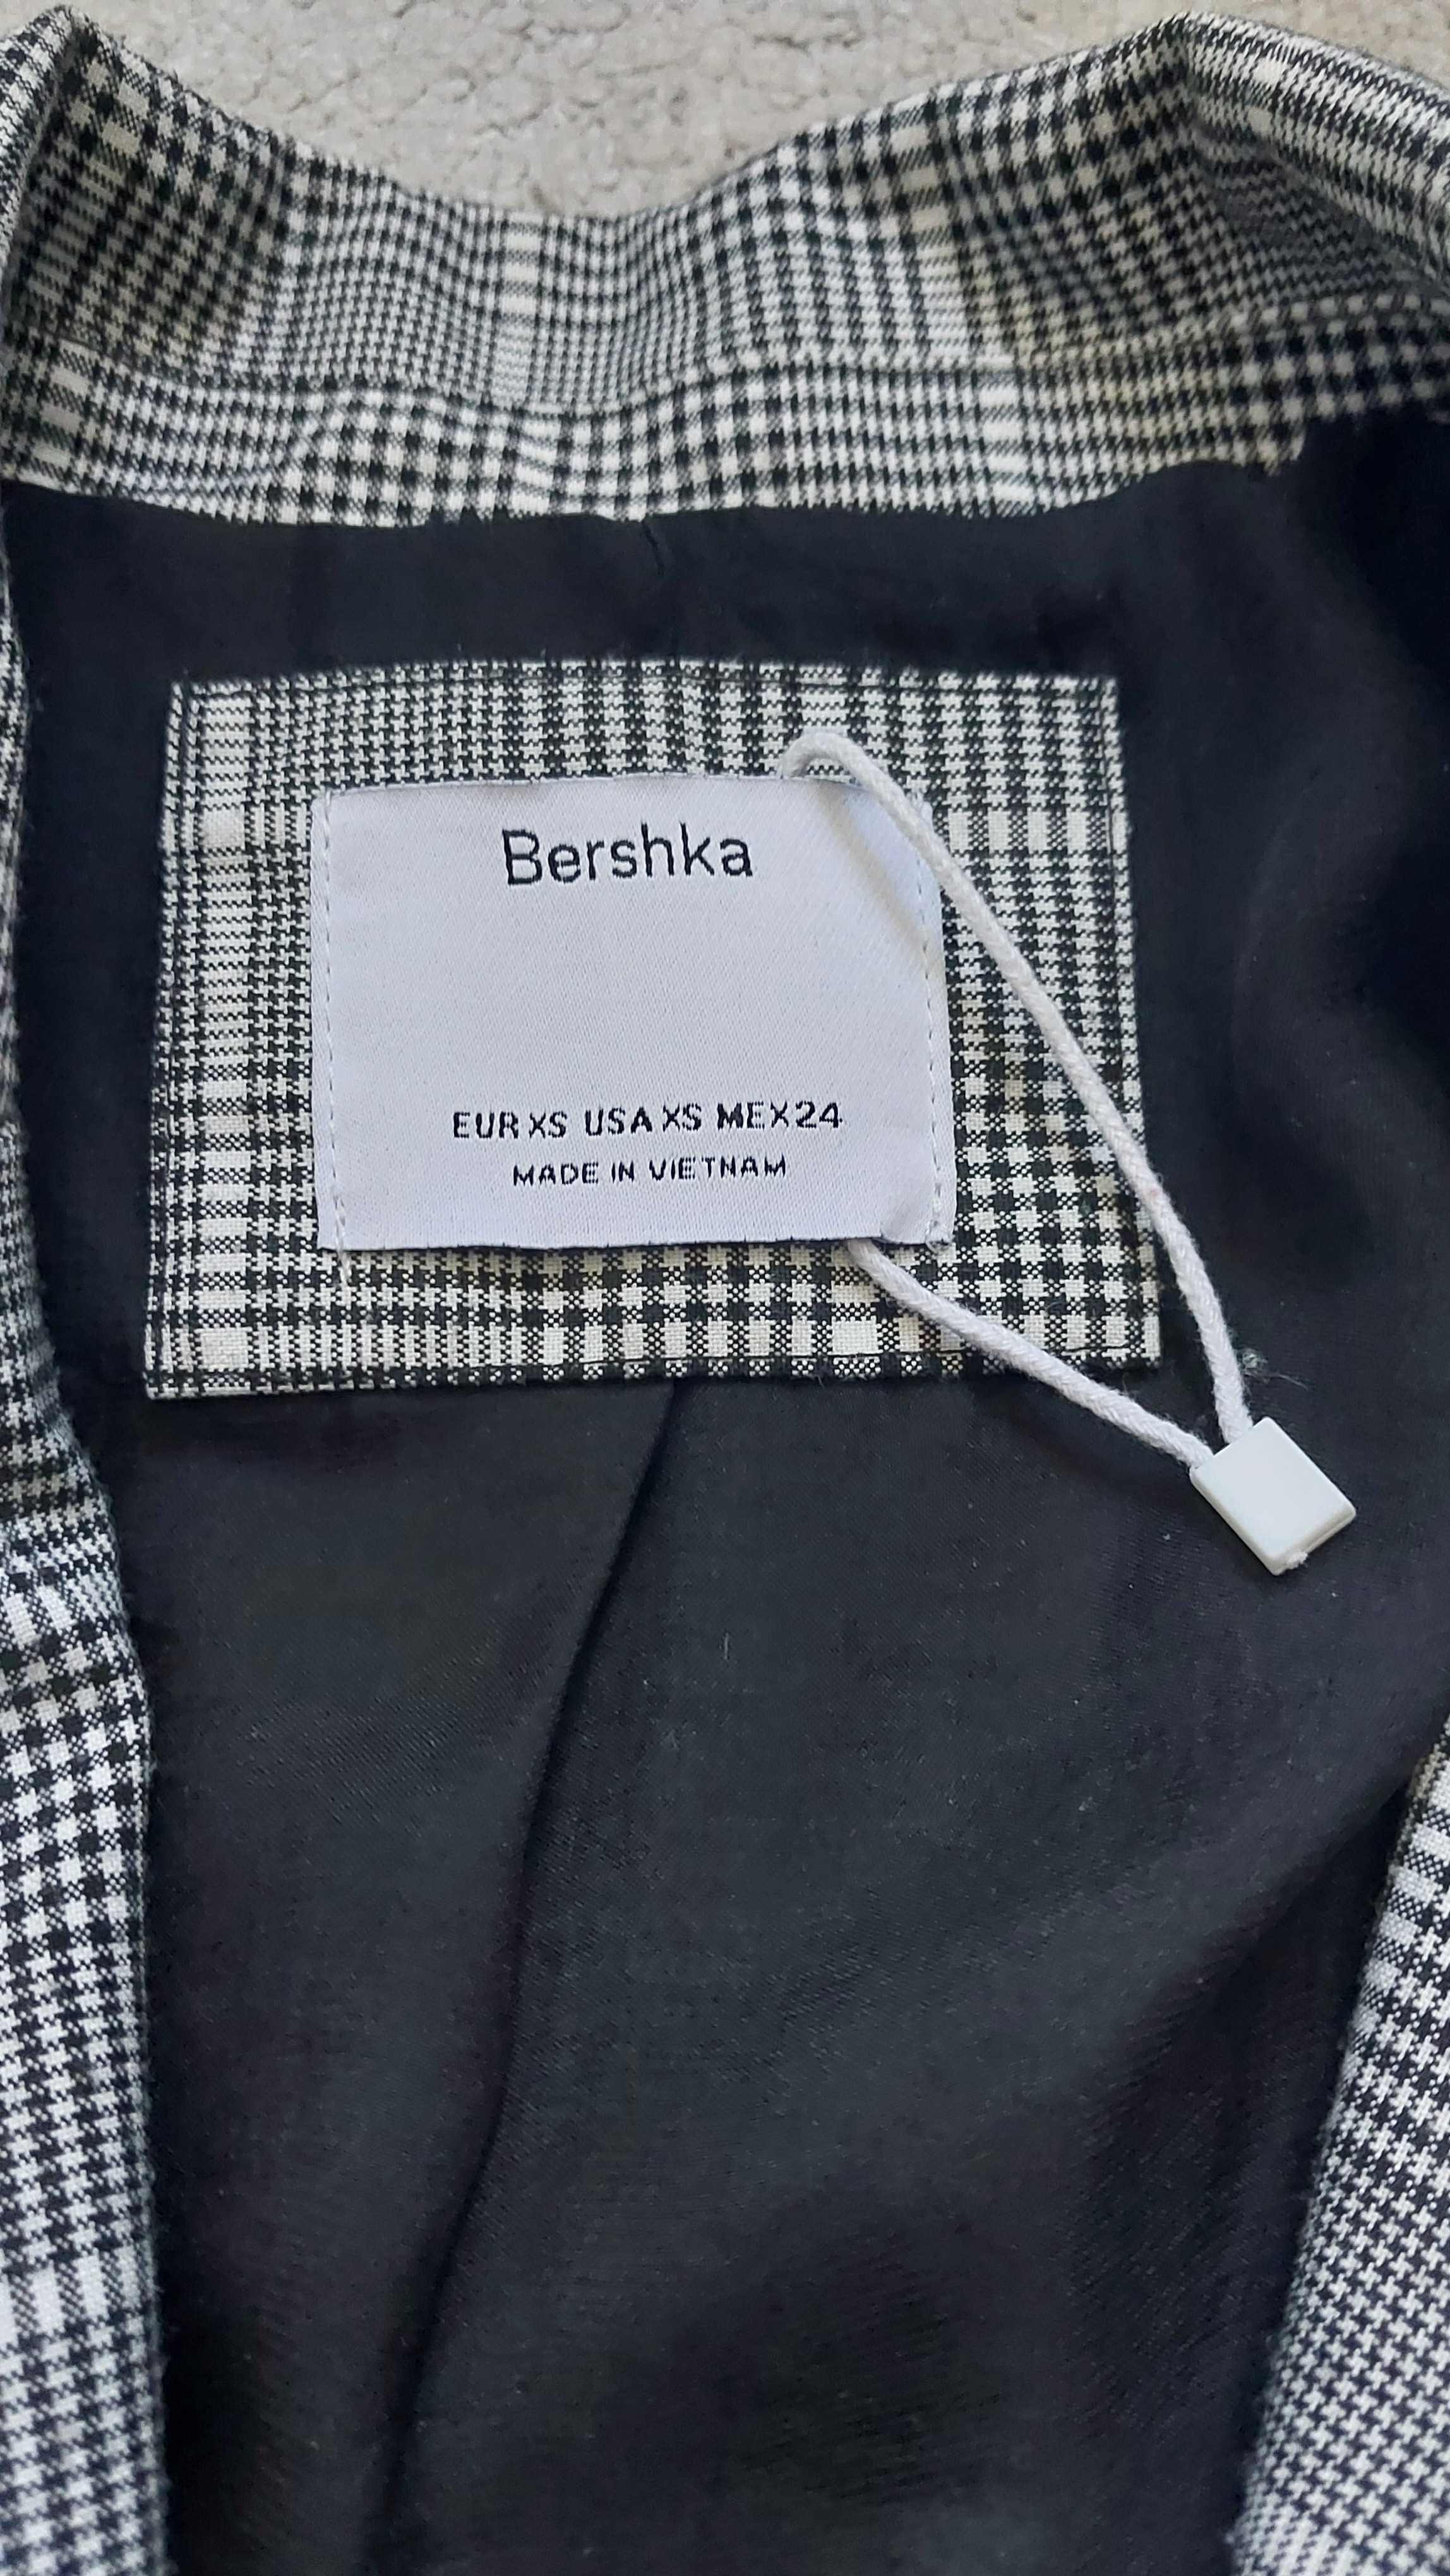 Bershka
EUR XS USA XS MEX 24
MADE IN VIETNAM